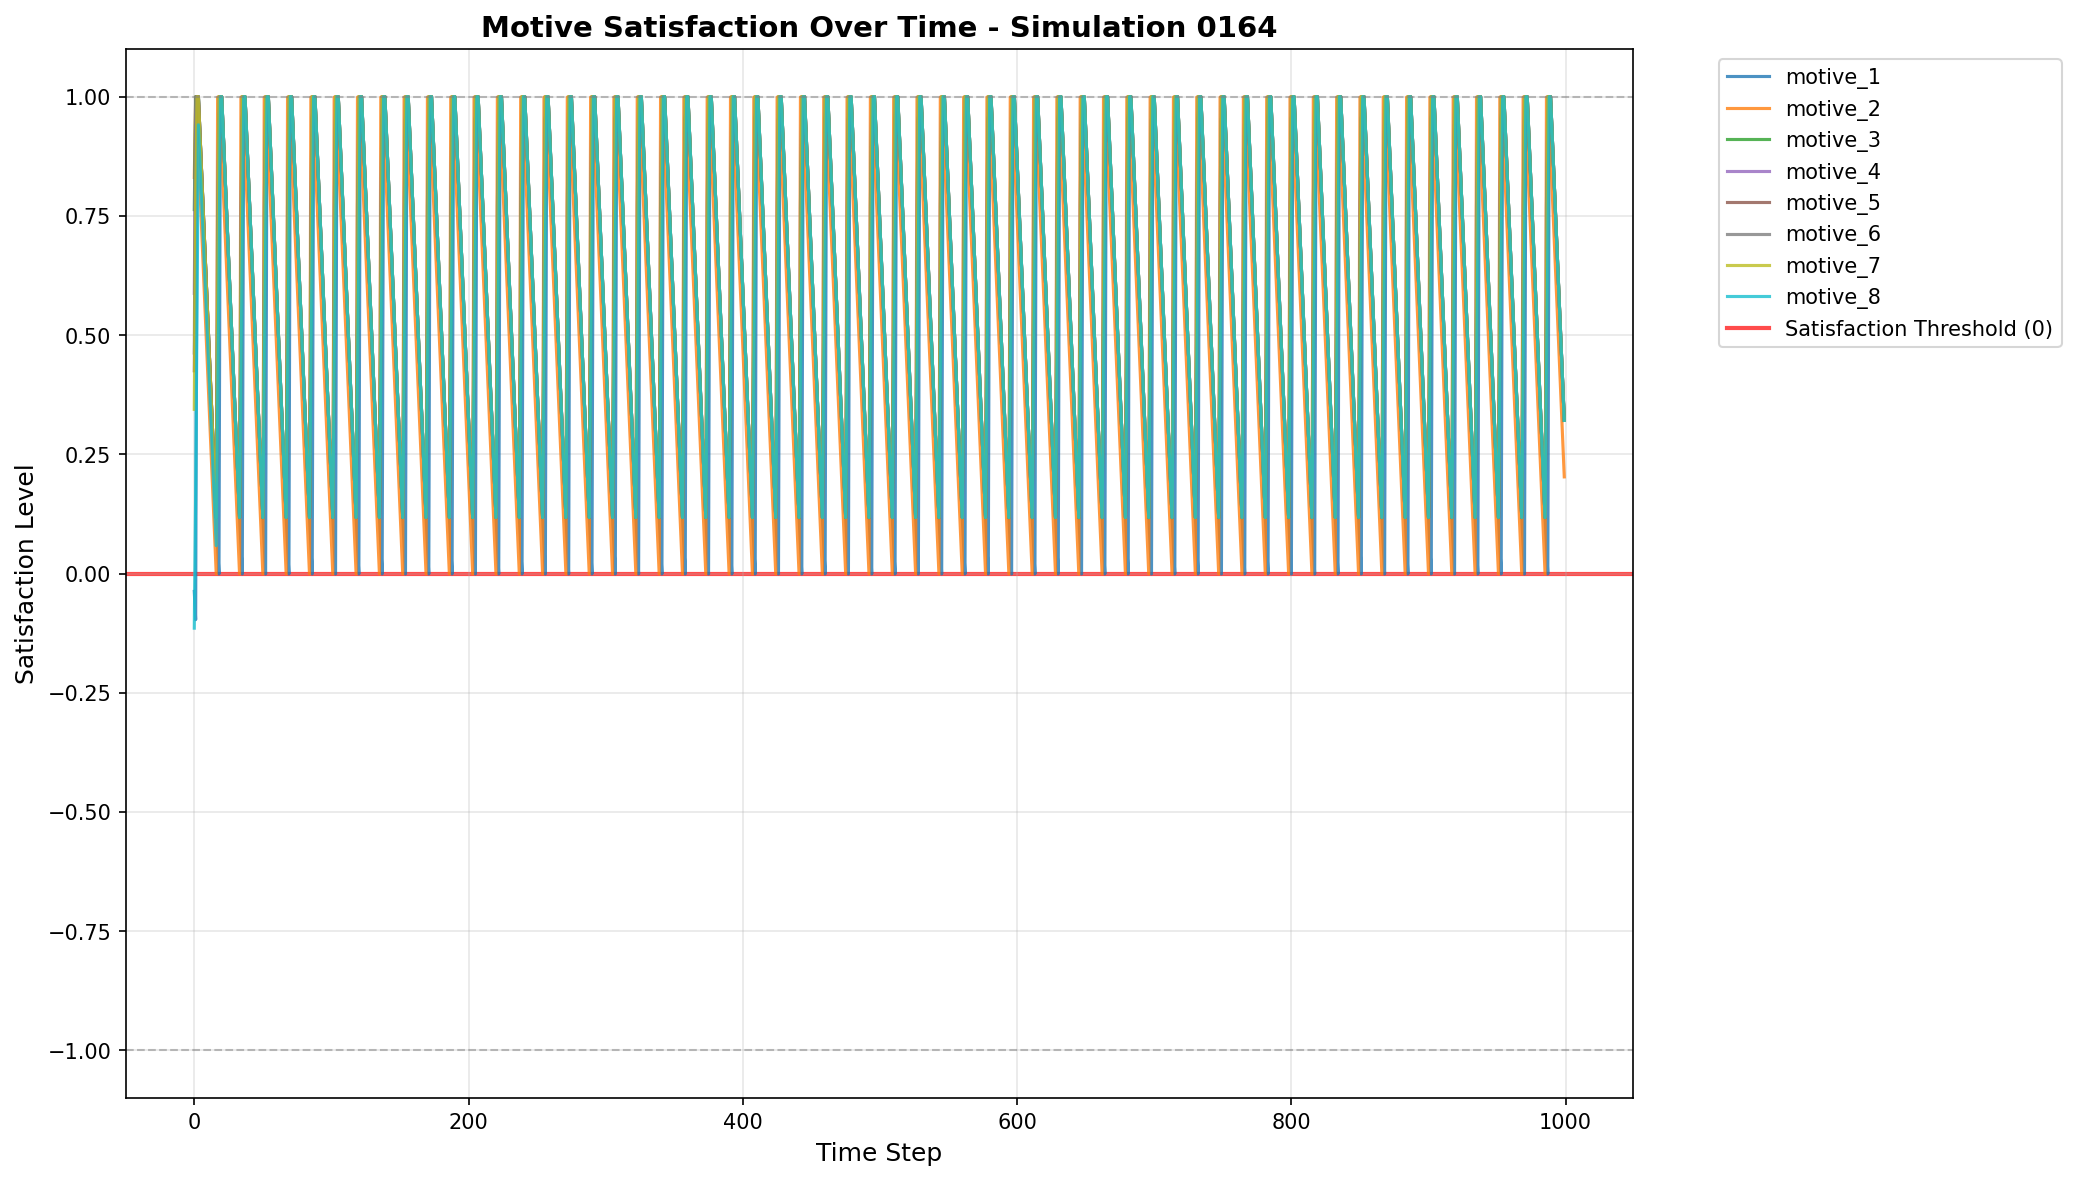 Motive Satisfaction Over Time - Simulation 0164
1.00
0.75
0.50
0.25
0.00
−0.25
−0.50
−0.75
−1.00
Satisfaction Level
0
200
400
600
800
1000
Time Step
motive_1
motive_2
motive_3
motive_4
motive_5
motive_6
motive_7
motive_8
Satisfaction Threshold (0)